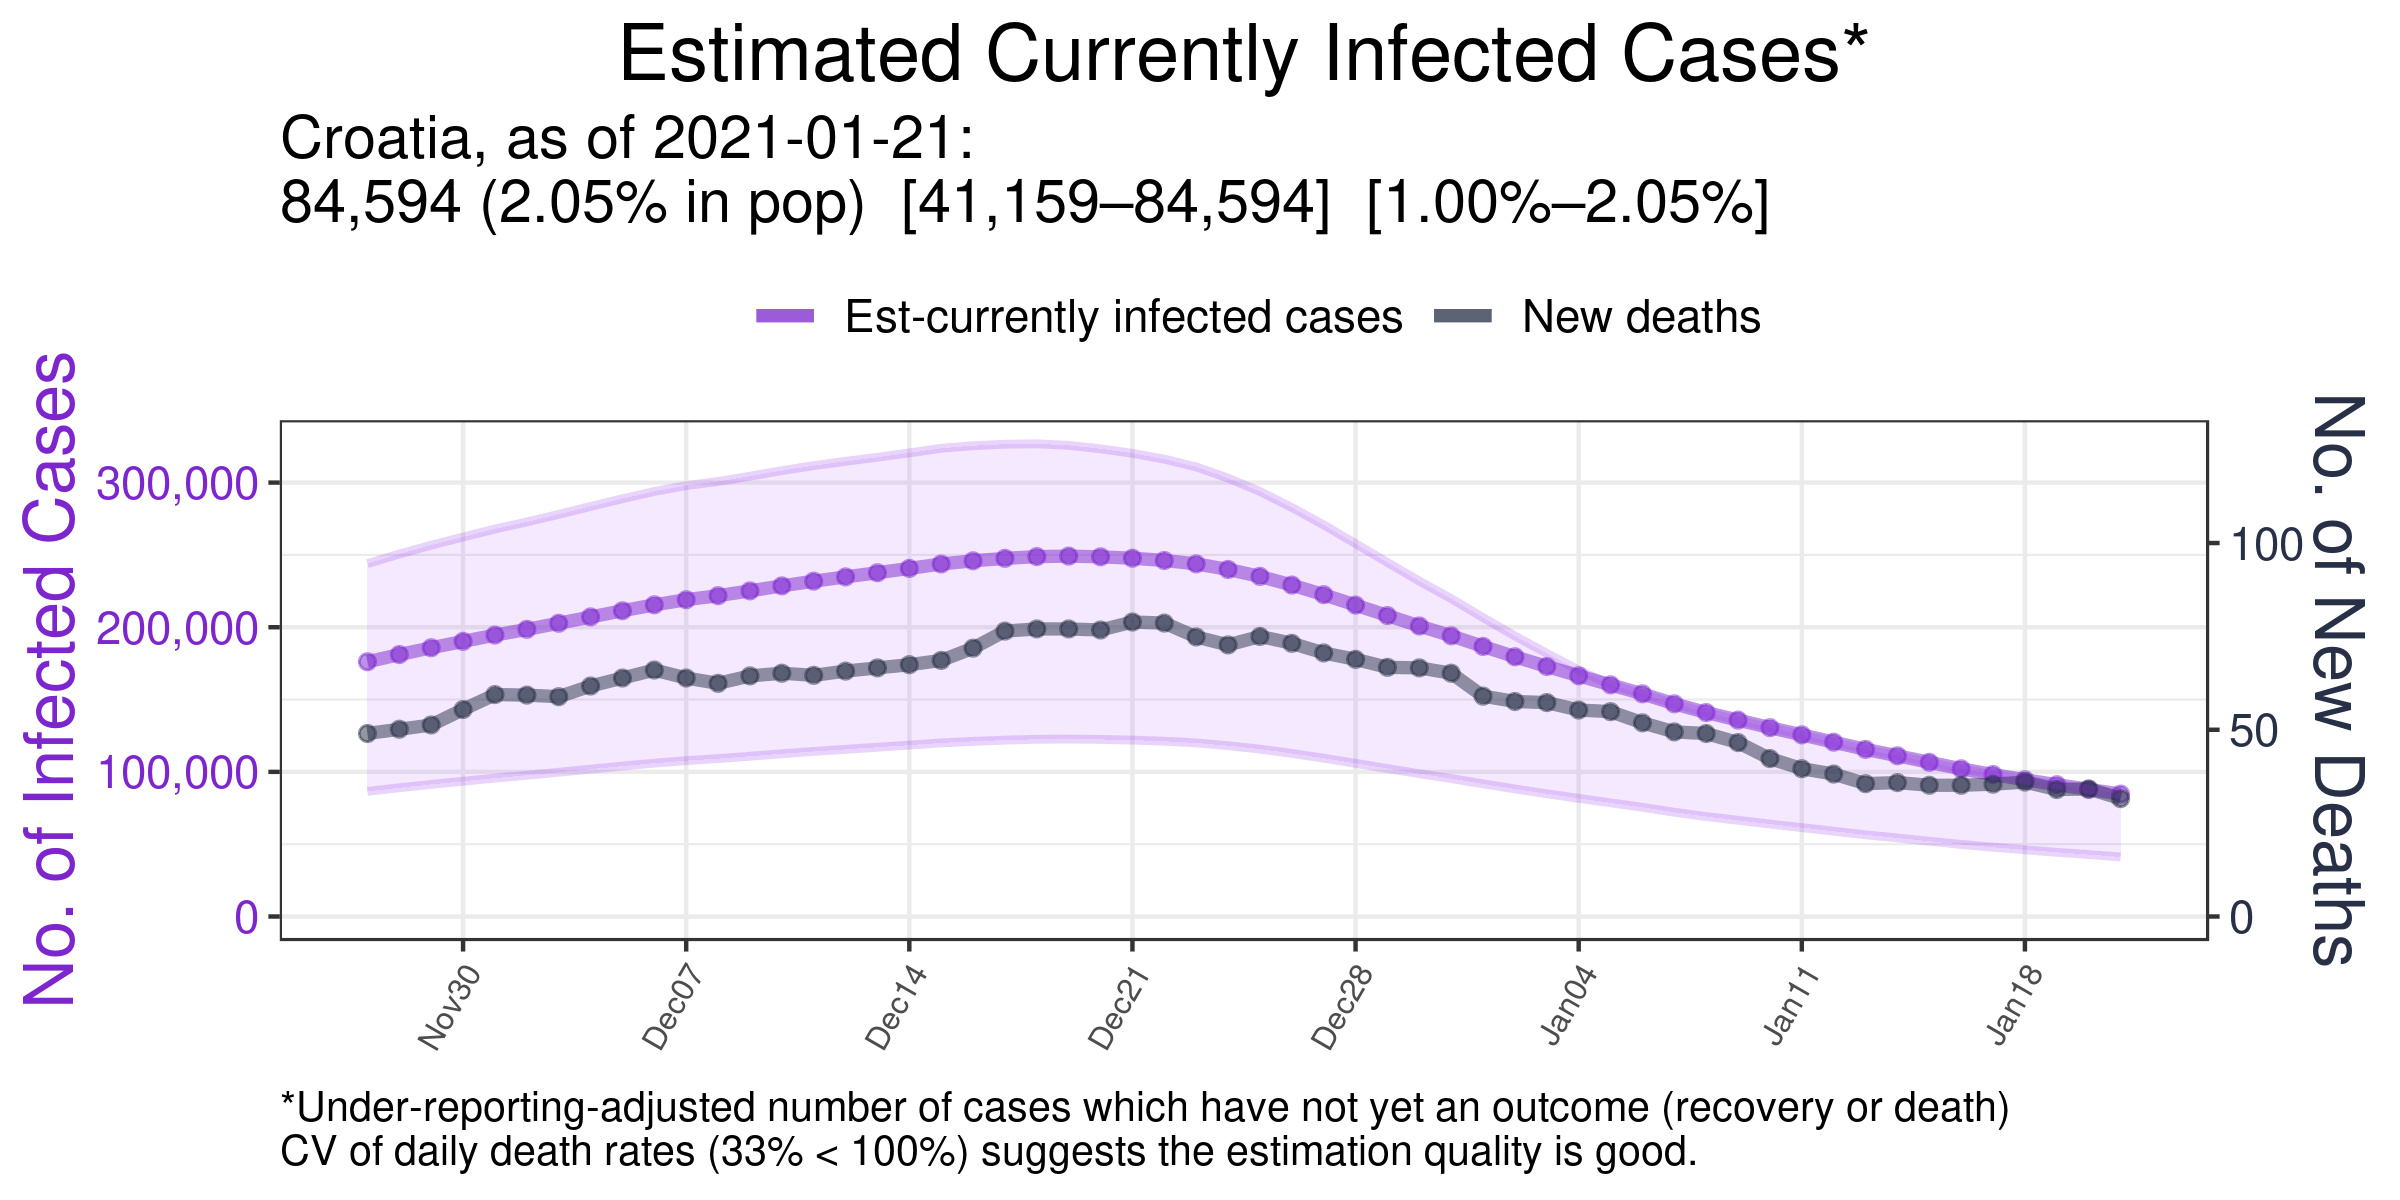 Estimated Currently Infected Cases*
Croatia, as of 2021-01-21:
84,594 (2.05% in pop)  [41,159–84,594]  [1.00%–2.05%]
Est-currently infected cases
New deaths
No. of Infected Cases
300,000
200,000
100,000
0
No. of New Deaths
100
50
0
Nov30
Dec07
Dec14
Dec21
Dec28
Jan04
Jan11
Jan18
*Under-reporting-adjusted number of cases which have not yet an outcome (recovery or death)
CV of daily death rates (33% < 100%) suggests the estimation quality is good.